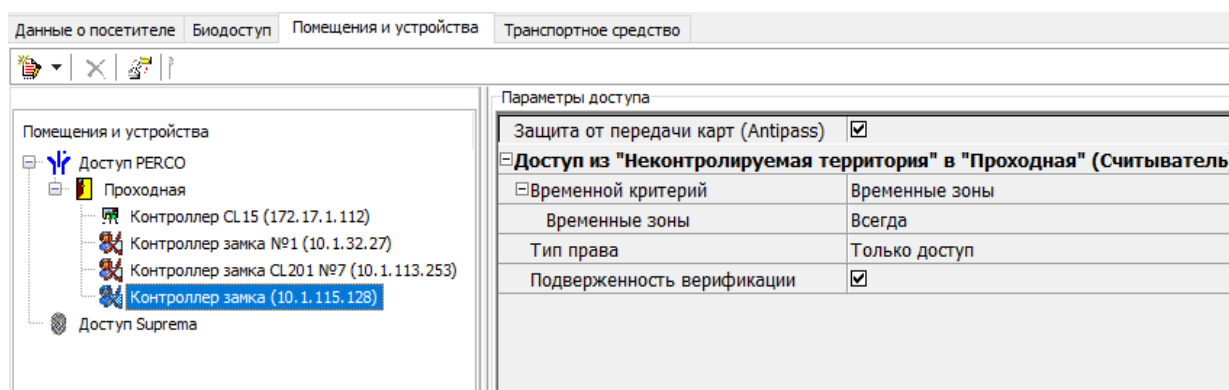 Данные о посетителе Биодоступ Помещения и устройства Транспортное средство
Параметры доступа
Помещения и устройства
Доступ PERCO
Проходная
Контроллер CL15 (172.17.1.112)
Контроллер замка №1 (10.1.32.27)
Контроллер замка CL201 №7 (10.1.113.253)
Контроллер замка (10.1.115.128)
Доступ Suprema
Защита от передачи карт (Antipass)
Доступ из "Неконтролируемая территория" в "Проходная" (Считыватель
Временной критерий Временные зоны
Временные зоны Всегда
Тип права Только доступ
Подверженность верификации